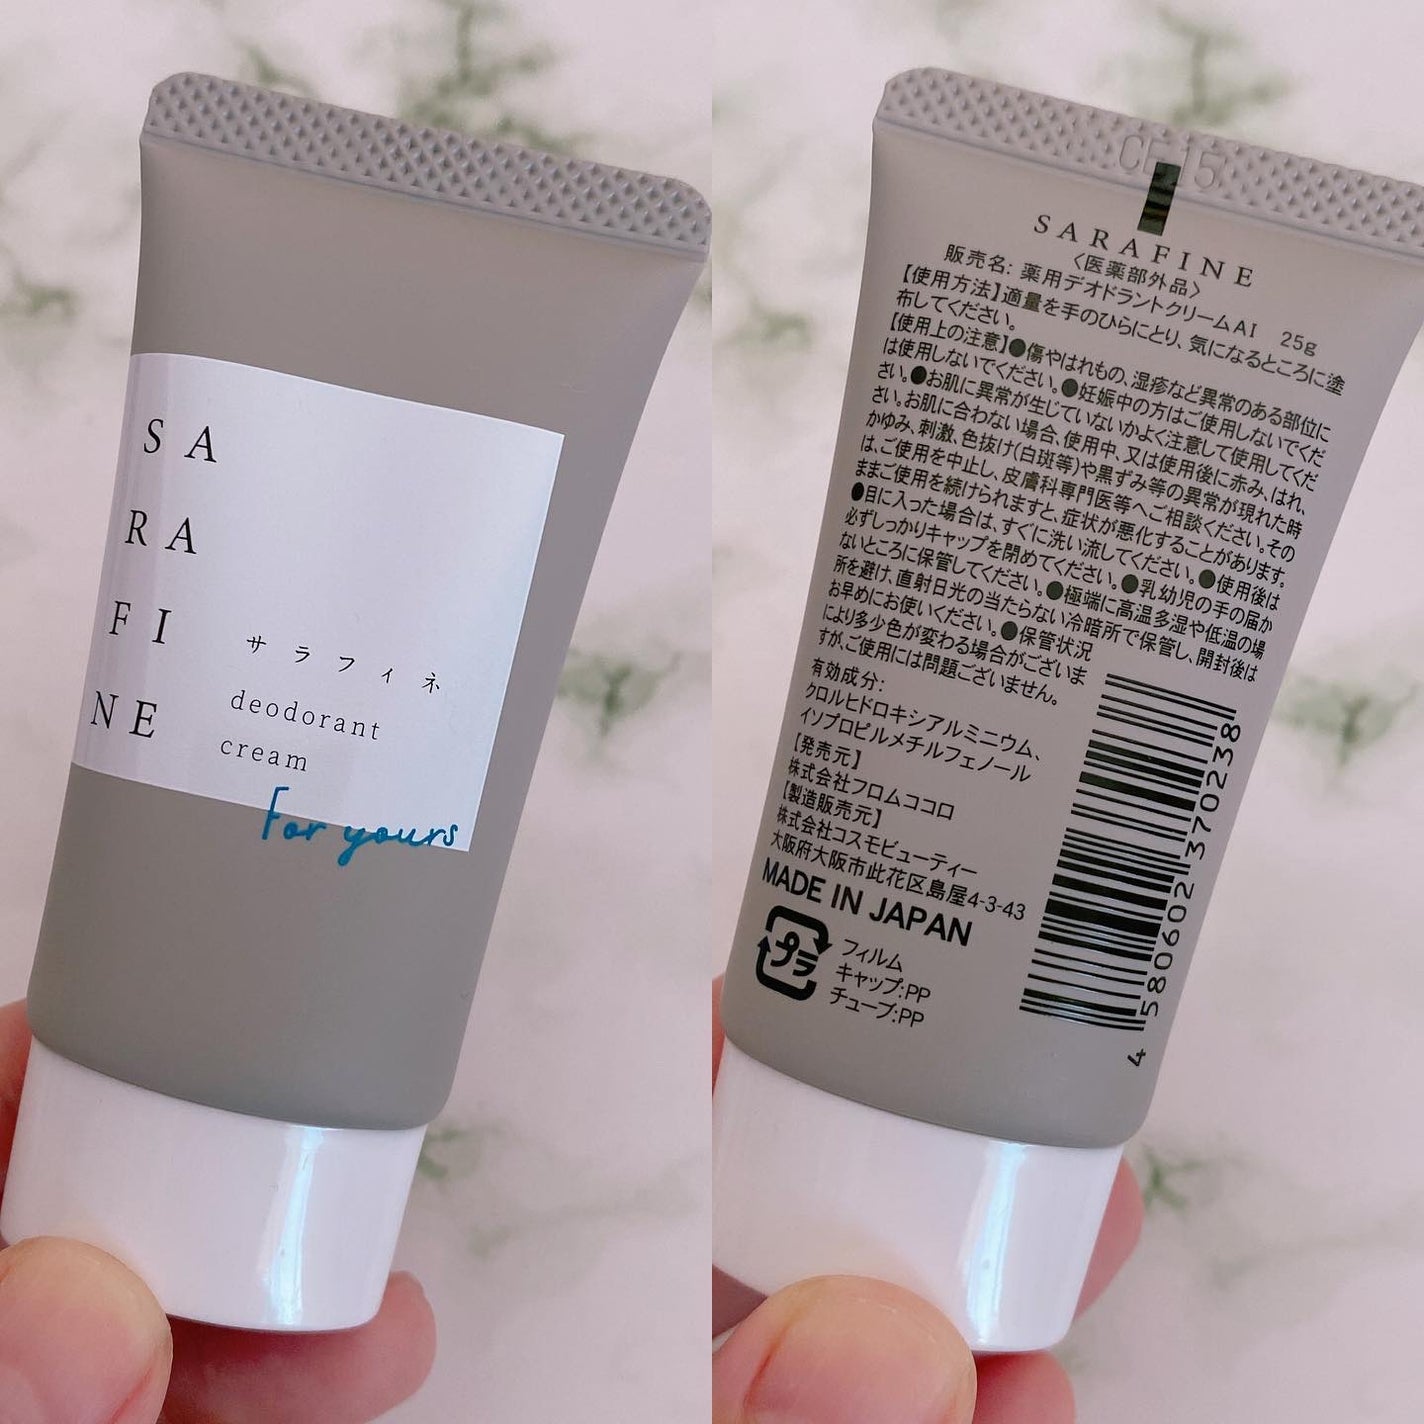 SA
RA
FI
NE
サラフィネ
deodorant
cream
For yours
SARAFINE
〈医薬部外品〉
販売名: 薬用デオドラントクリームAI 25g
【使用方法】適量を手のひらにとり、気になるところに塗
布してください。
【使用上の注意】●傷やはれもの、湿疹など異常のある部位に
は使用しないでください。●妊娠中の方はご使用しないでくだ
さい。●お肌に異常が生じていないかよく注意して使用してくだ
さい。お肌に合わない場合、使用中、又は使用後に赤み、はれ、
かゆみ、刺激、色抜け(白斑等)や黒ずみ等の異常が現れた時
は、ご使用を中止し、皮膚科専門医等へご相談ください。その
ままご使用を続けられますと、症状が悪化することがあります。
●目に入った場合は、すぐに洗い流してください。●使用後は
必ずしっかりキャップを閉めてください。●乳幼児の手の届か
ないところに保管してください。●極端に高温多湿や低温の場
所を避け、直射日光の当たらない冷暗所で保管し、開封後は
お早めにお使いください。●保管状況
により多少色が変わる場合がございま
すが、ご使用には問題ございません。
有効成分:
クロルヒドロキシアルミニウム、
イソプロピルメチルフェノール
【発売元】
株式会社フロムココロ
【製造販売元】
株式会社コスモビューティー
大阪府大阪市此花区島屋4-3-43
MADE IN JAPAN
プラ
フィルム
キャップ:PP
チューブ:PP
4 580602 370238